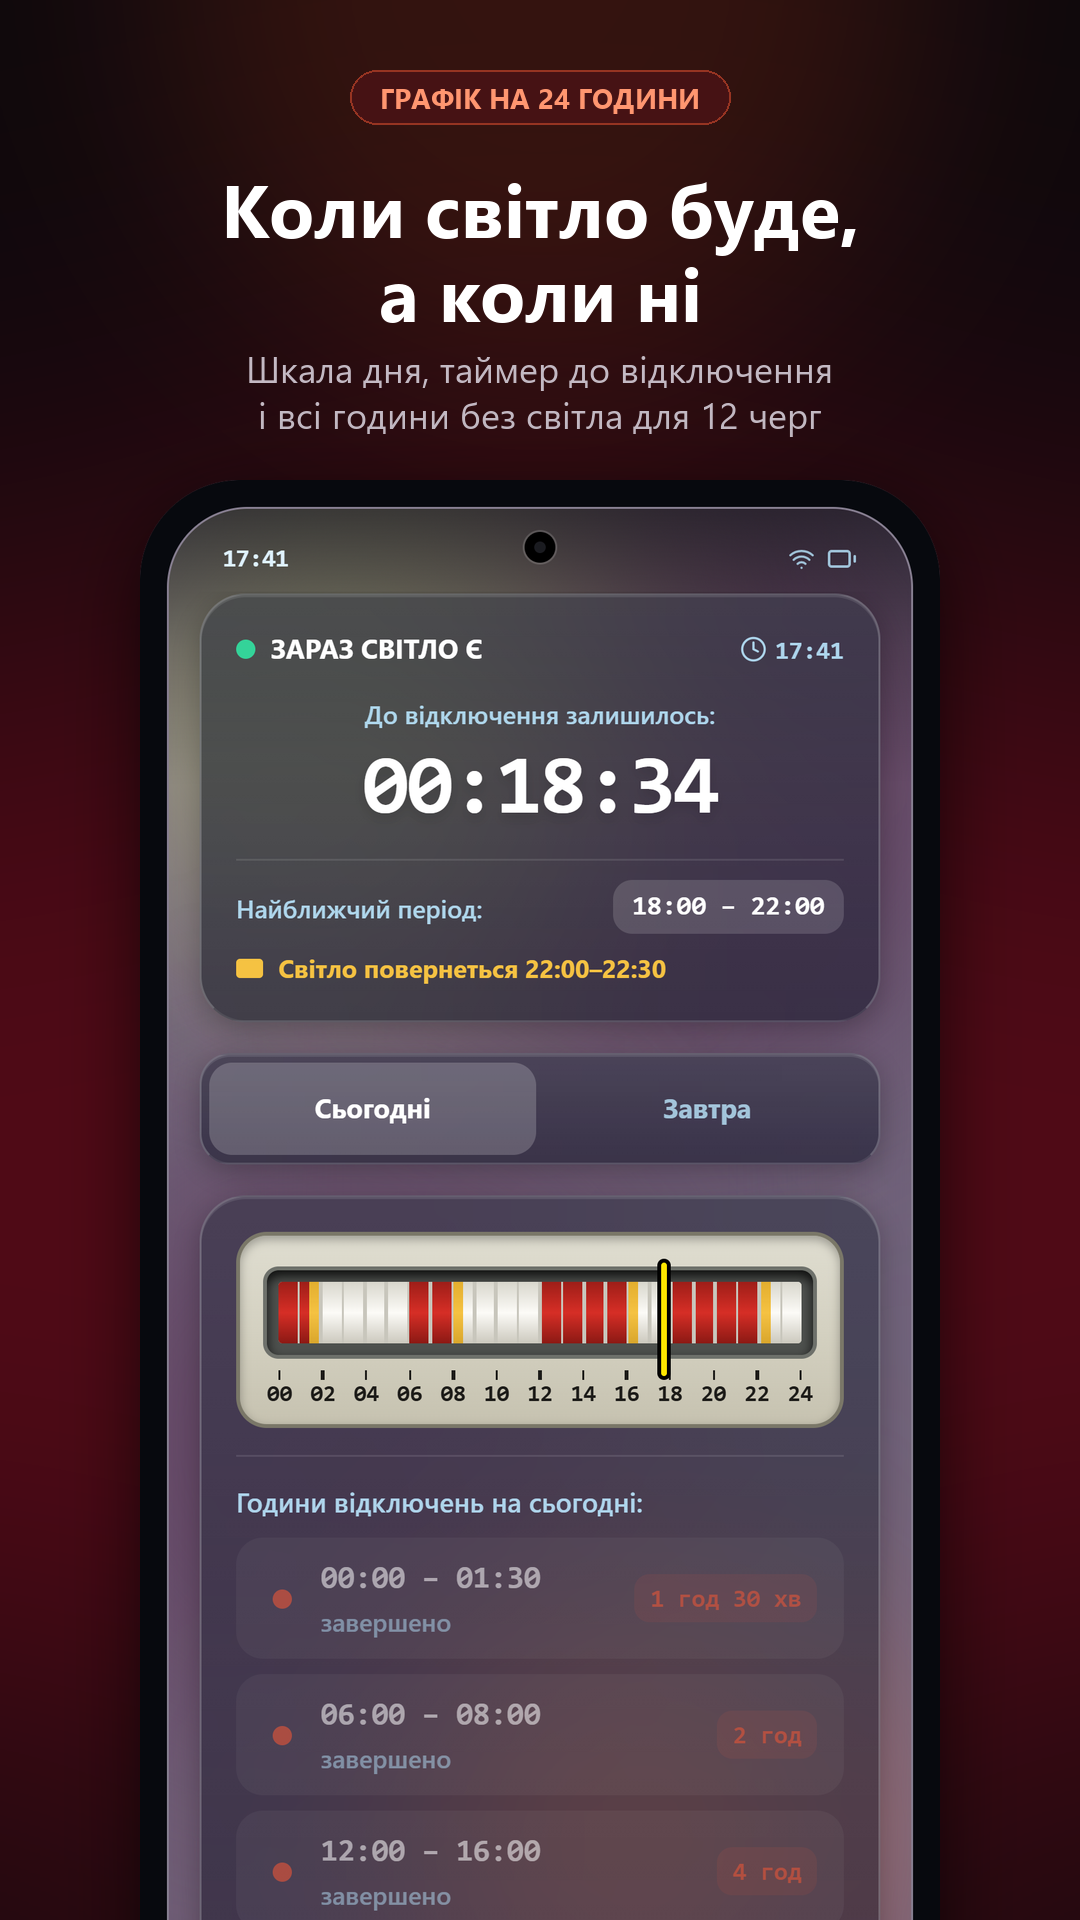 ГРАФІК НА 24 ГОДИНИ
Коли світло буде,
а коли ні
Шкала дня, таймер до відключення
і всі години без світла для 12 черг
17:41
ЗАРАЗ СВІТЛО Є
17:41
До відключення залишилось:
00:18:34
Найближчий період:
18:00 – 22:00
Світло повернеться 22:00–22:30
Сьогодні
Завтра
00 02 04 06 08 10 12 14 16 18 20 22 24
Години відключень на сьогодні:
00:00 – 01:30
1 год 30 хв
завершено
06:00 – 08:00
2 год
завершено
12:00 – 16:00
4 год
завершено